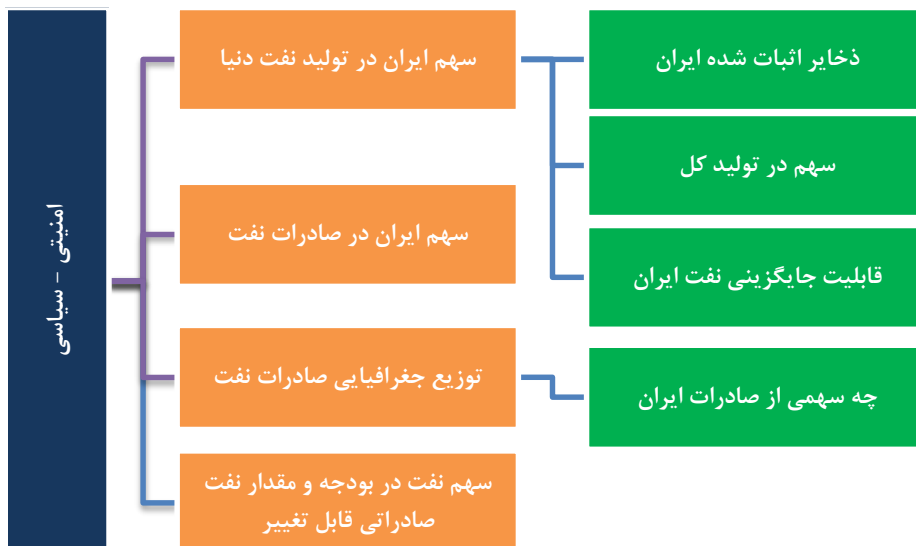 امنیتی - سیاسی
سهم ایران در تولید نفت دنیا
ذخایر اثبات شده ایران
سهم در تولید کل
قابلیت جایگزینی نفت ایران
سهم ایران در صادرات نفت
توزیع جغرافیایی صادرات نفت
چه سهمی از صادرات ایران
سهم نفت در بودجه و مقدار نفت
صادراتی قابل تغییر